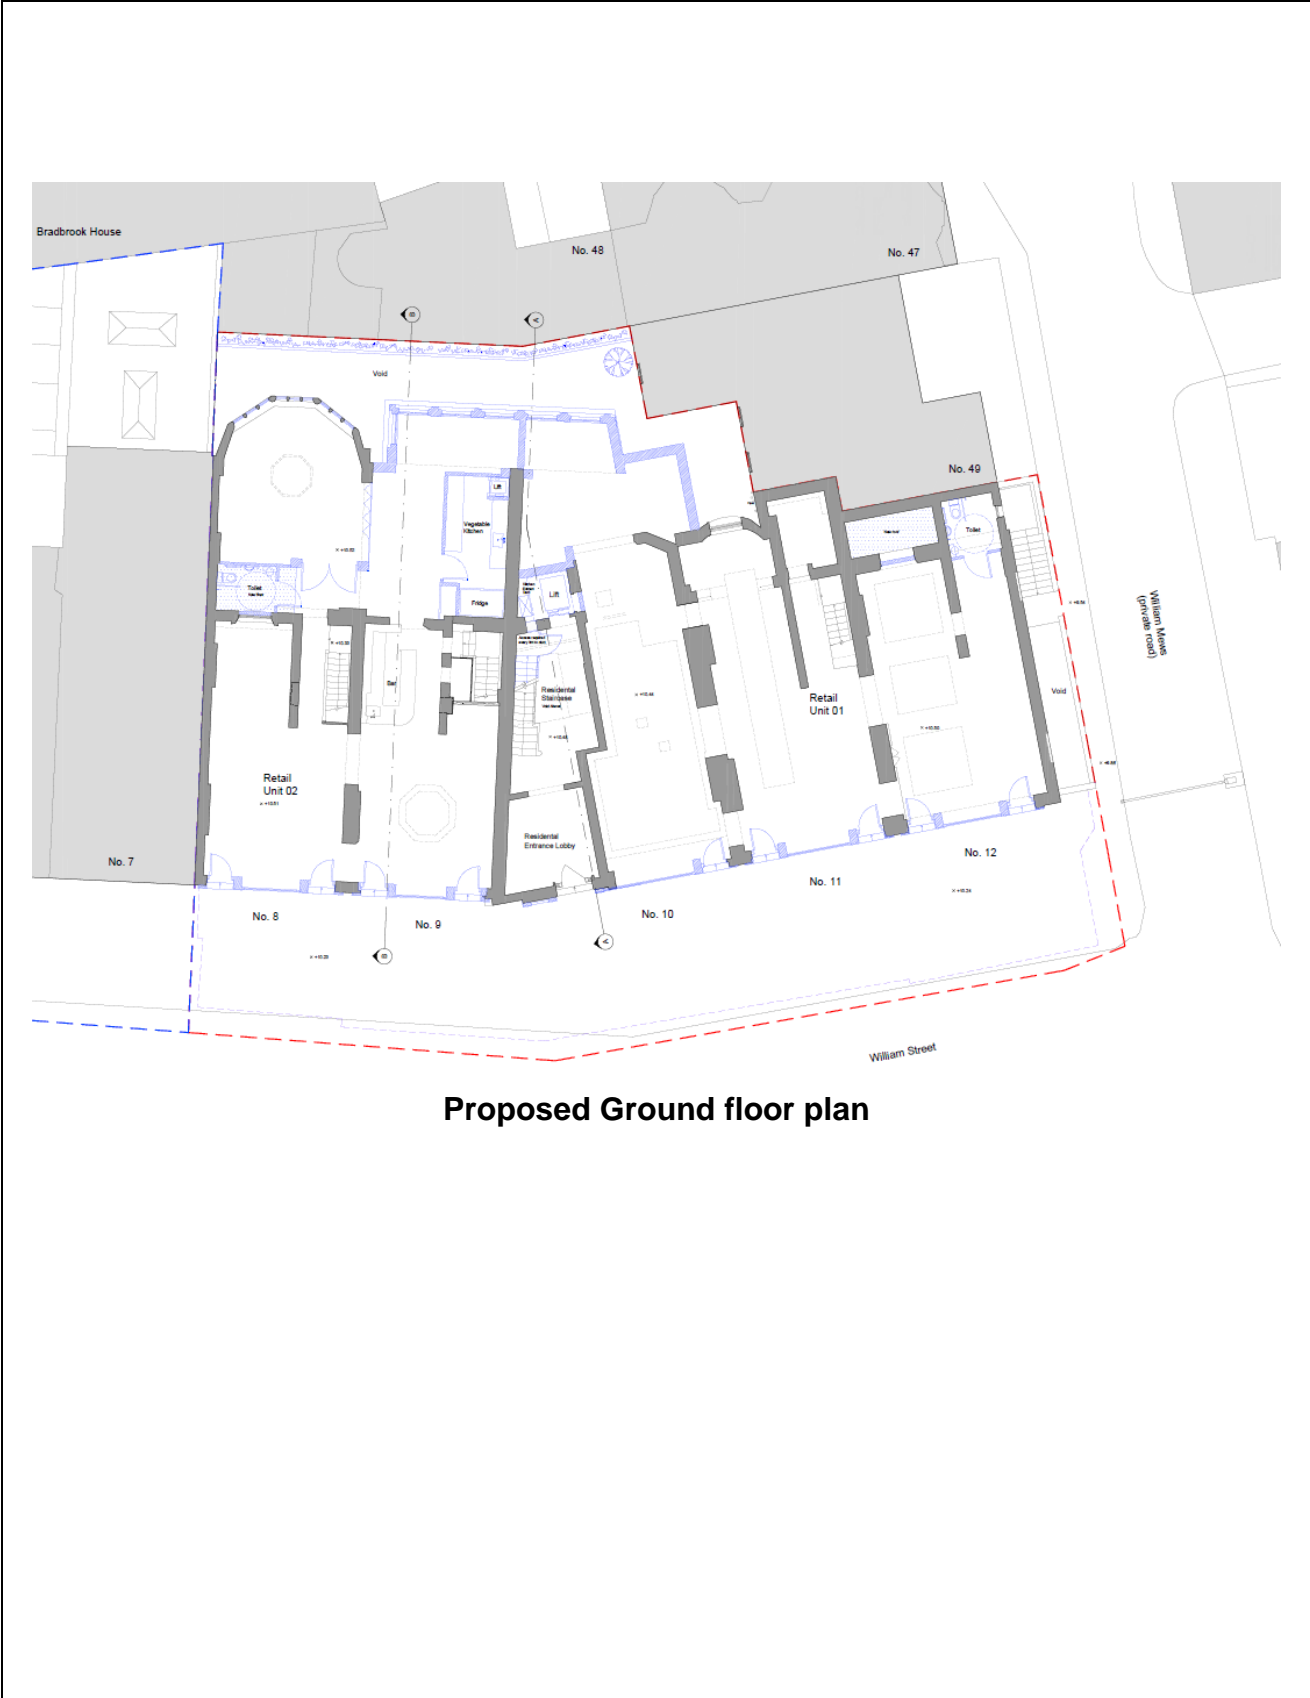 Bradbrook House
No. 48
No. 47
B
A
Void
No. 49
Lift
Vegetable
Kitchen
Toilet
Toilet
Fridge
Lift
William Mews
(private road)
Bar
Residential
Staircase
Retail
Unit 01
Void
Retail
Unit 02
Residential
Entrance Lobby
No. 7
No. 12
No. 11
No. 8
No. 9
No. 10
A
B
William Street
Proposed Ground floor plan